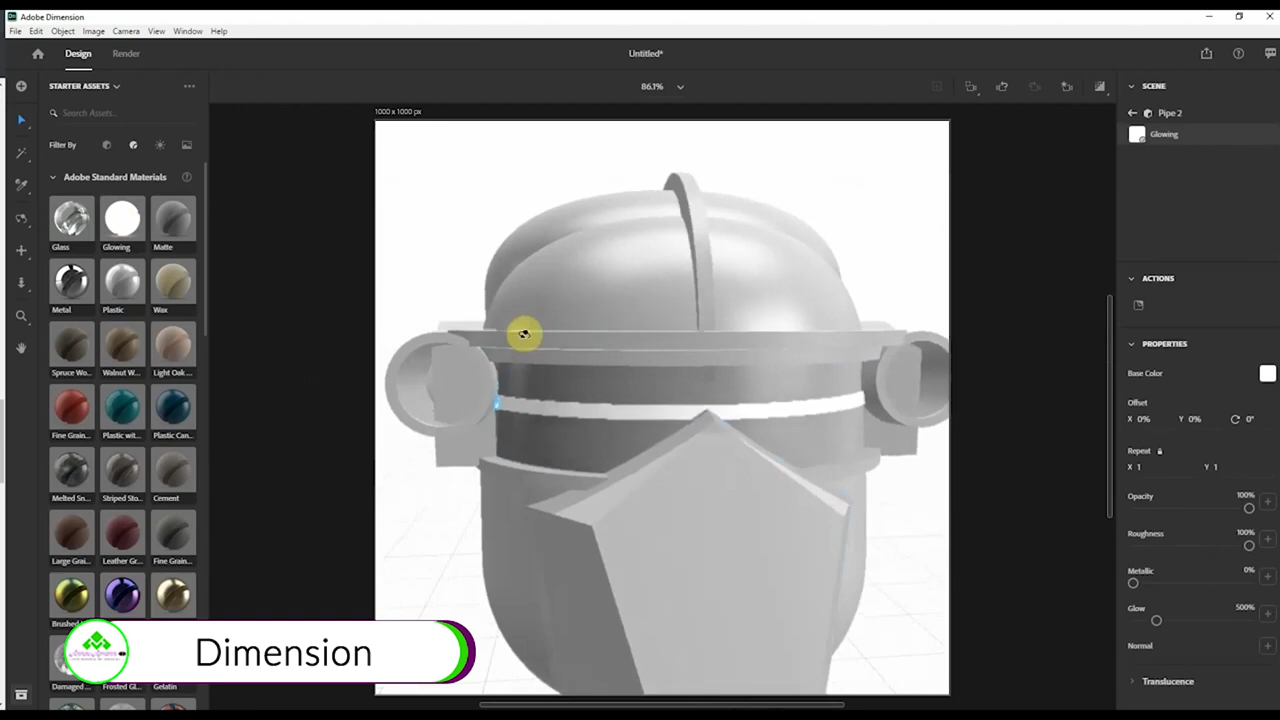 Adobe Dimension
File Edit Object Image Camera View Window Help
Design Render
Untitled*
STARTER ASSETS
86.1%
SCENE
1000 x 1000 px
Search Assets...
Pipe 2
Glowing
Filter By
Adobe Standard Materials
Glass Glowing Matte
Metal Plastic Wax
Spruce Wo... Walnut W... Light Oak ...
Fine Grain... Plastic wit... Plastic Can...
Melted Sn... Striped Sto... Cement
Large Grai... Leather Gr... Fine Grain...
Brushed
Damaged Frosted Gl... Gelatin
ACTIONS
PROPERTIES
Base Color
Offset
X 0% Y 0% 0°
Repeat
X 1 Y 1
Opacity 100%
Roughness 100%
Metallic 0%
Glow 500%
Normal
Translucence
Dimension